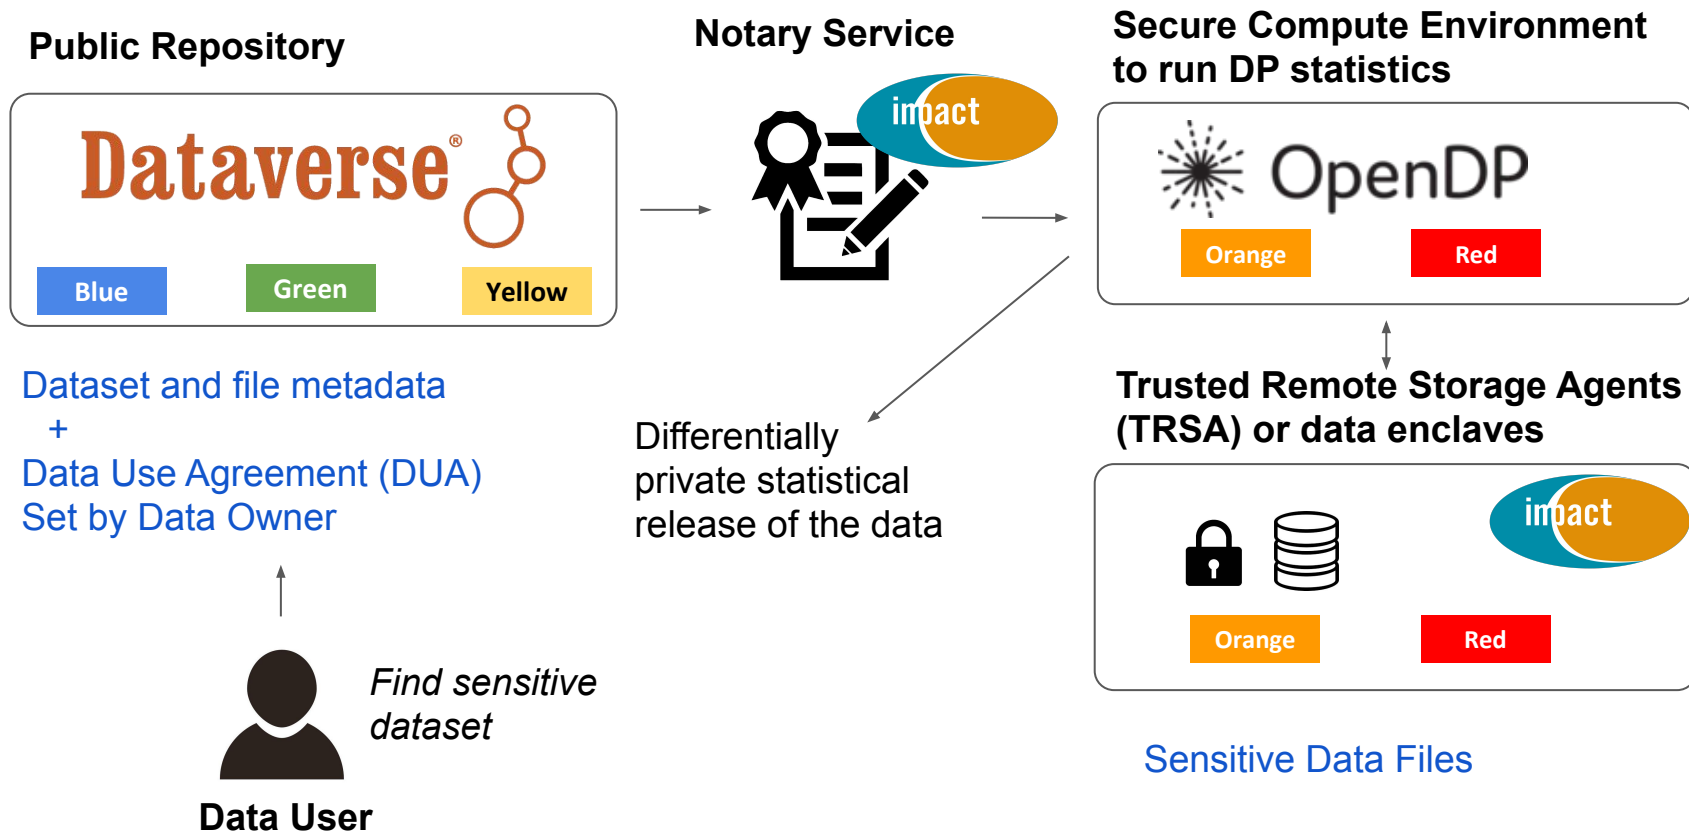 Public Repository
Dataverse®
Blue
Green
Yellow
Dataset and file metadata
+
Data Use Agreement (DUA)
Set by Data Owner
Find sensitive
dataset
Data User
Notary Service
impact
Differentially
private statistical
release of the data
Secure Compute Environment
to run DP statistics
OpenDP
Orange
Red
Trusted Remote Storage Agents
(TRSA) or data enclaves
impact
Orange
Red
Sensitive Data Files